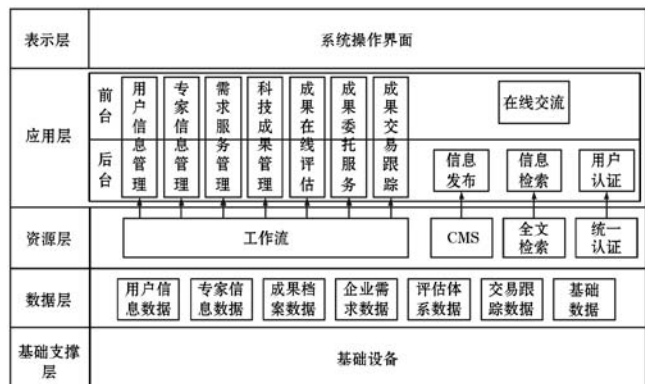 表示层
系统操作界面
应用层
前台
后台
用户信息管理
专家信息管理
需求服务管理
科技成果管理
成果在线评估
成果委托服务
成果交易跟踪
在线交流
信息
发布
信息
检索
用户
认证
资源层
工作流
CMS
全文
检索
统一
认证
数据层
用户信
息数据
专家信
息数据
成果档
案数据
企业需
求数据
评估体
系数据
交易跟
踪数据
基础
数据
基础支撑
层
基础设备